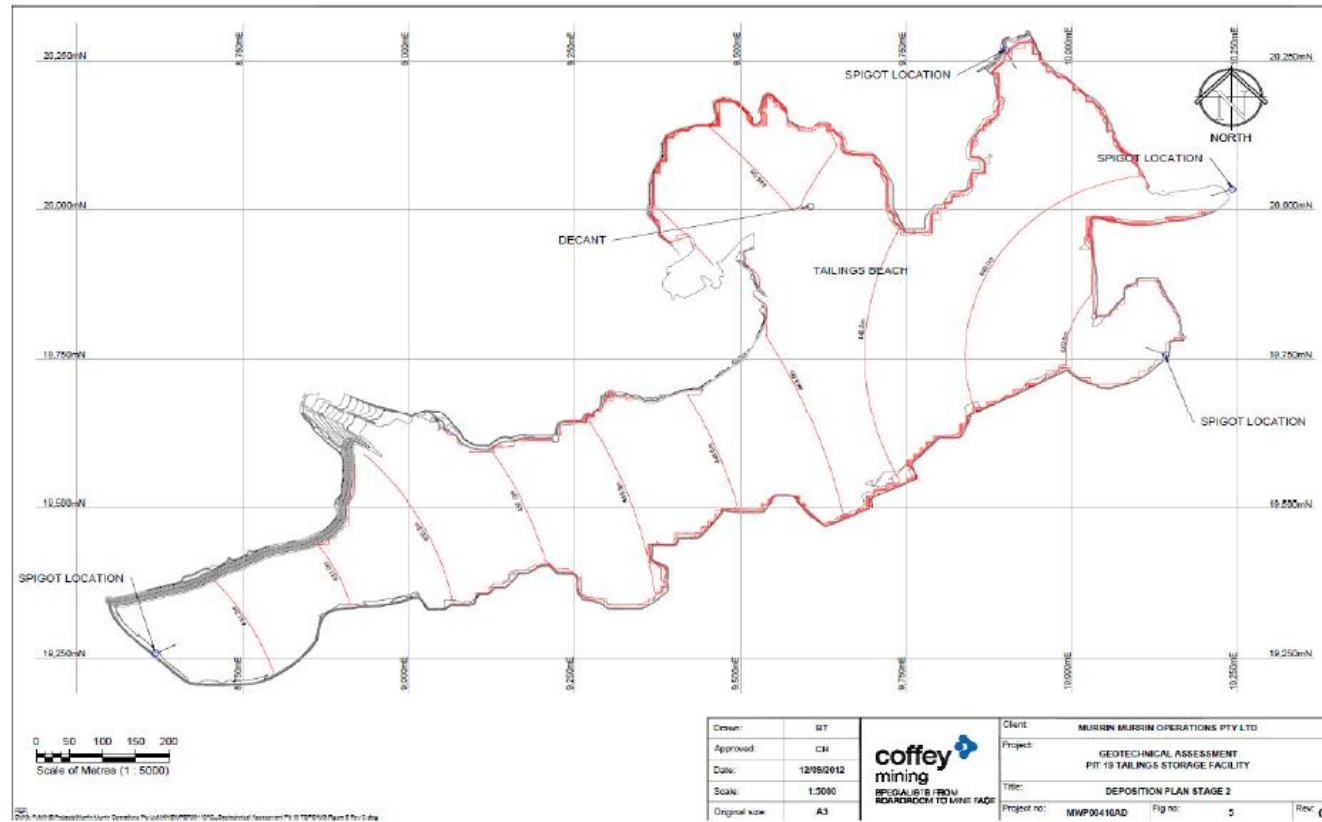 8,750mE
9,000mE
9,250mE
9,500mE
9,750mE
10,000mE
10,250mE
20,250mN
20,250mN
SPIGOT LOCATION
NORTH
SPIGOT LOCATION
20,000mN
20,000mN
DECANT
TAILINGS BEACH
19,750mN
19,750mN
SPIGOT LOCATION
19,500mN
19,500mN
SPIGOT LOCATION
19,250mN
19,250mN
8,750mE
9,000mE
9,250mE
9,500mE
9,750mE
10,000mE
10,250mE
0 50 100 150 200
Scale of Metres (1 : 5000)
Drawn: BT
Approved: CH
Date: 12/09/2012
Scale: 1:5000
Original size: A3
coffey
mining
SPECIALISTS FROM
BOARDROOM TO MINE FACE
Client: MURRIN MURRIN OPERATIONS PTY LTD
Project: GEOTECHNICAL ASSESSMENT
PIT 19 TAILINGS STORAGE FACILITY
Title: DEPOSITION PLAN STAGE 2
Project no: MWP00416AD Fig no: 5 Rev: